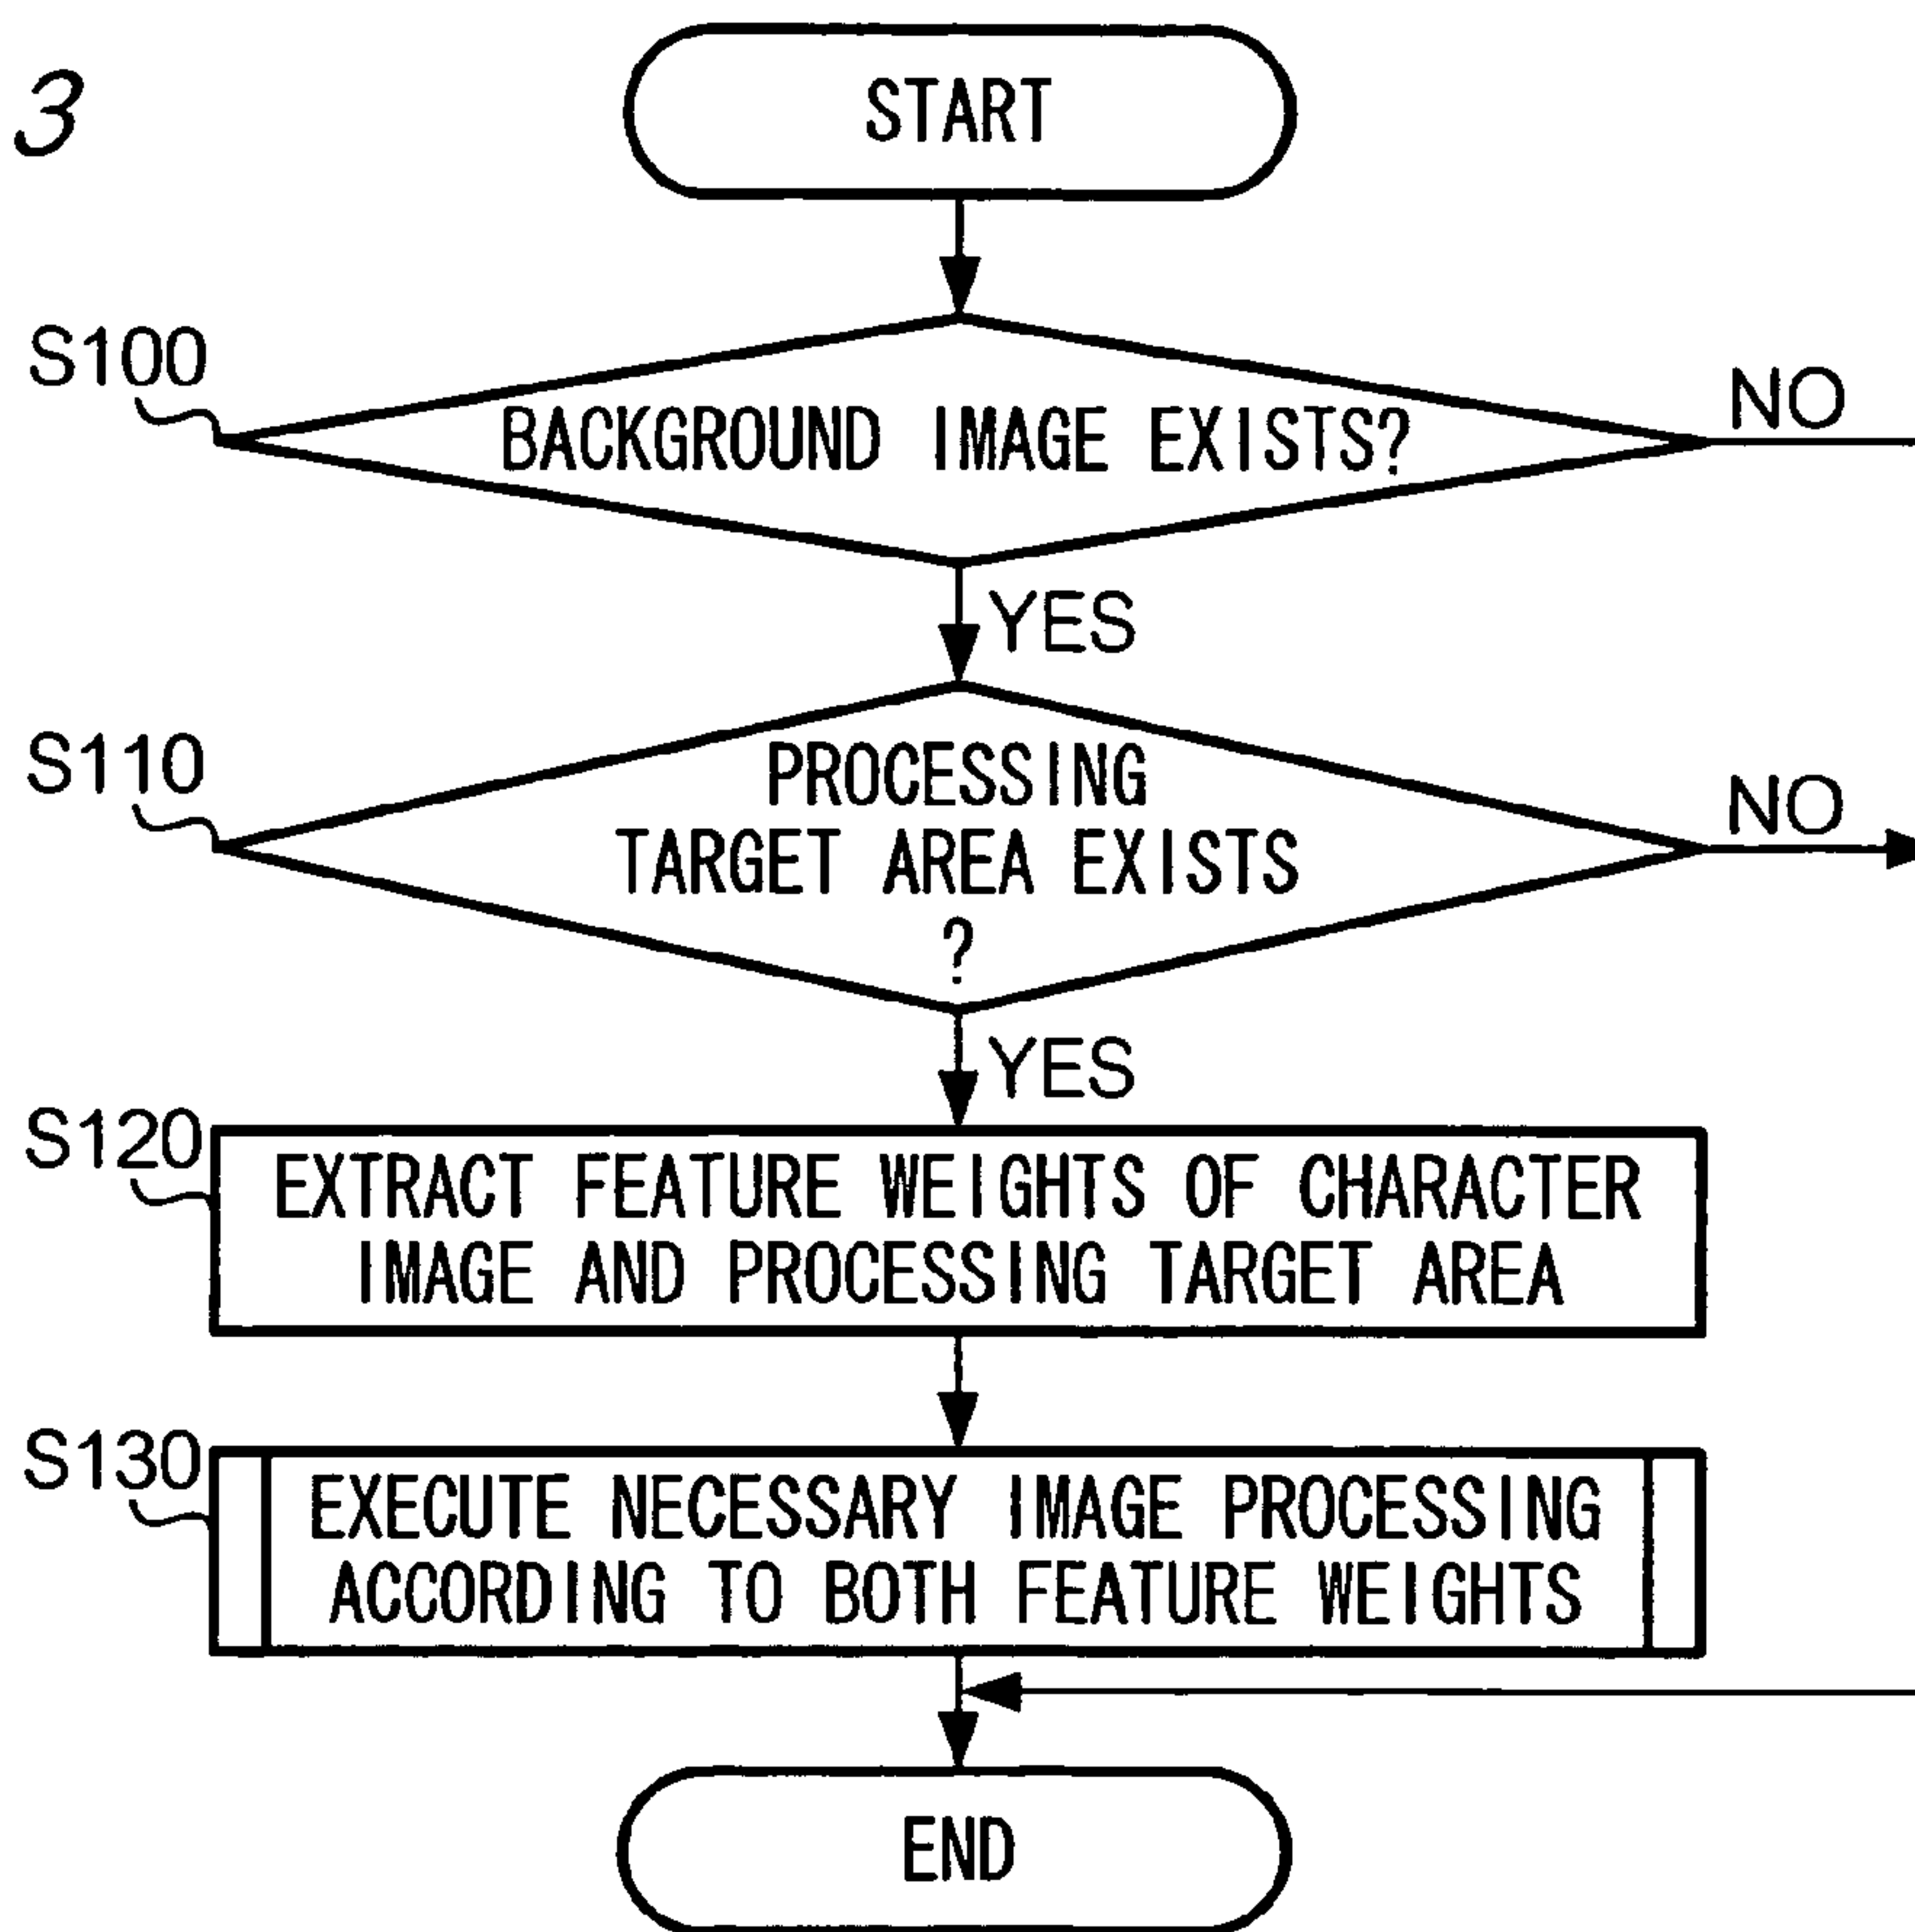 3
START
S100
BACKGROUND IMAGE EXISTS?
NO
YES
S110
PROCESSING
TARGET AREA EXISTS
?
NO
YES
S120
EXTRACT FEATURE WEIGHTS OF CHARACTER
IMAGE AND PROCESSING TARGET AREA
S130
EXECUTE NECESSARY IMAGE PROCESSING
ACCORDING TO BOTH FEATURE WEIGHTS
END